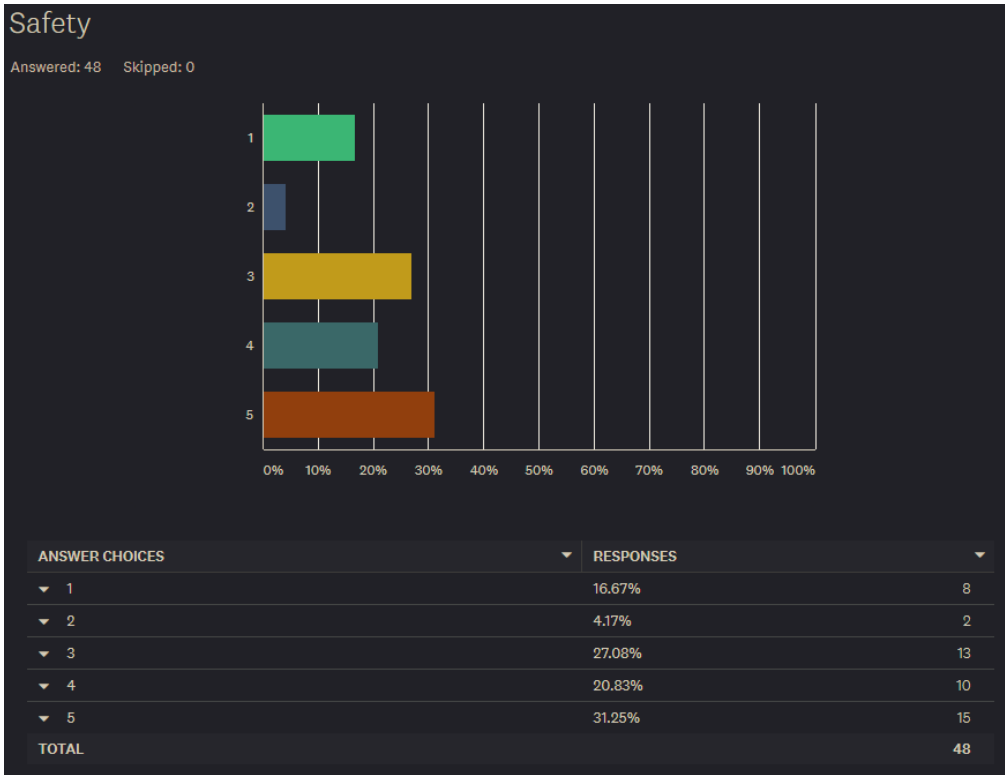 Safety
Answered: 48 Skipped: 0
1
2
3
4
5
0% 10% 20% 30% 40% 50% 60% 70% 80% 90% 100%
ANSWER CHOICES RESPONSES
1 16.67% 8
2 4.17% 2
3 27.08% 13
4 20.83% 10
5 31.25% 15
TOTAL 48